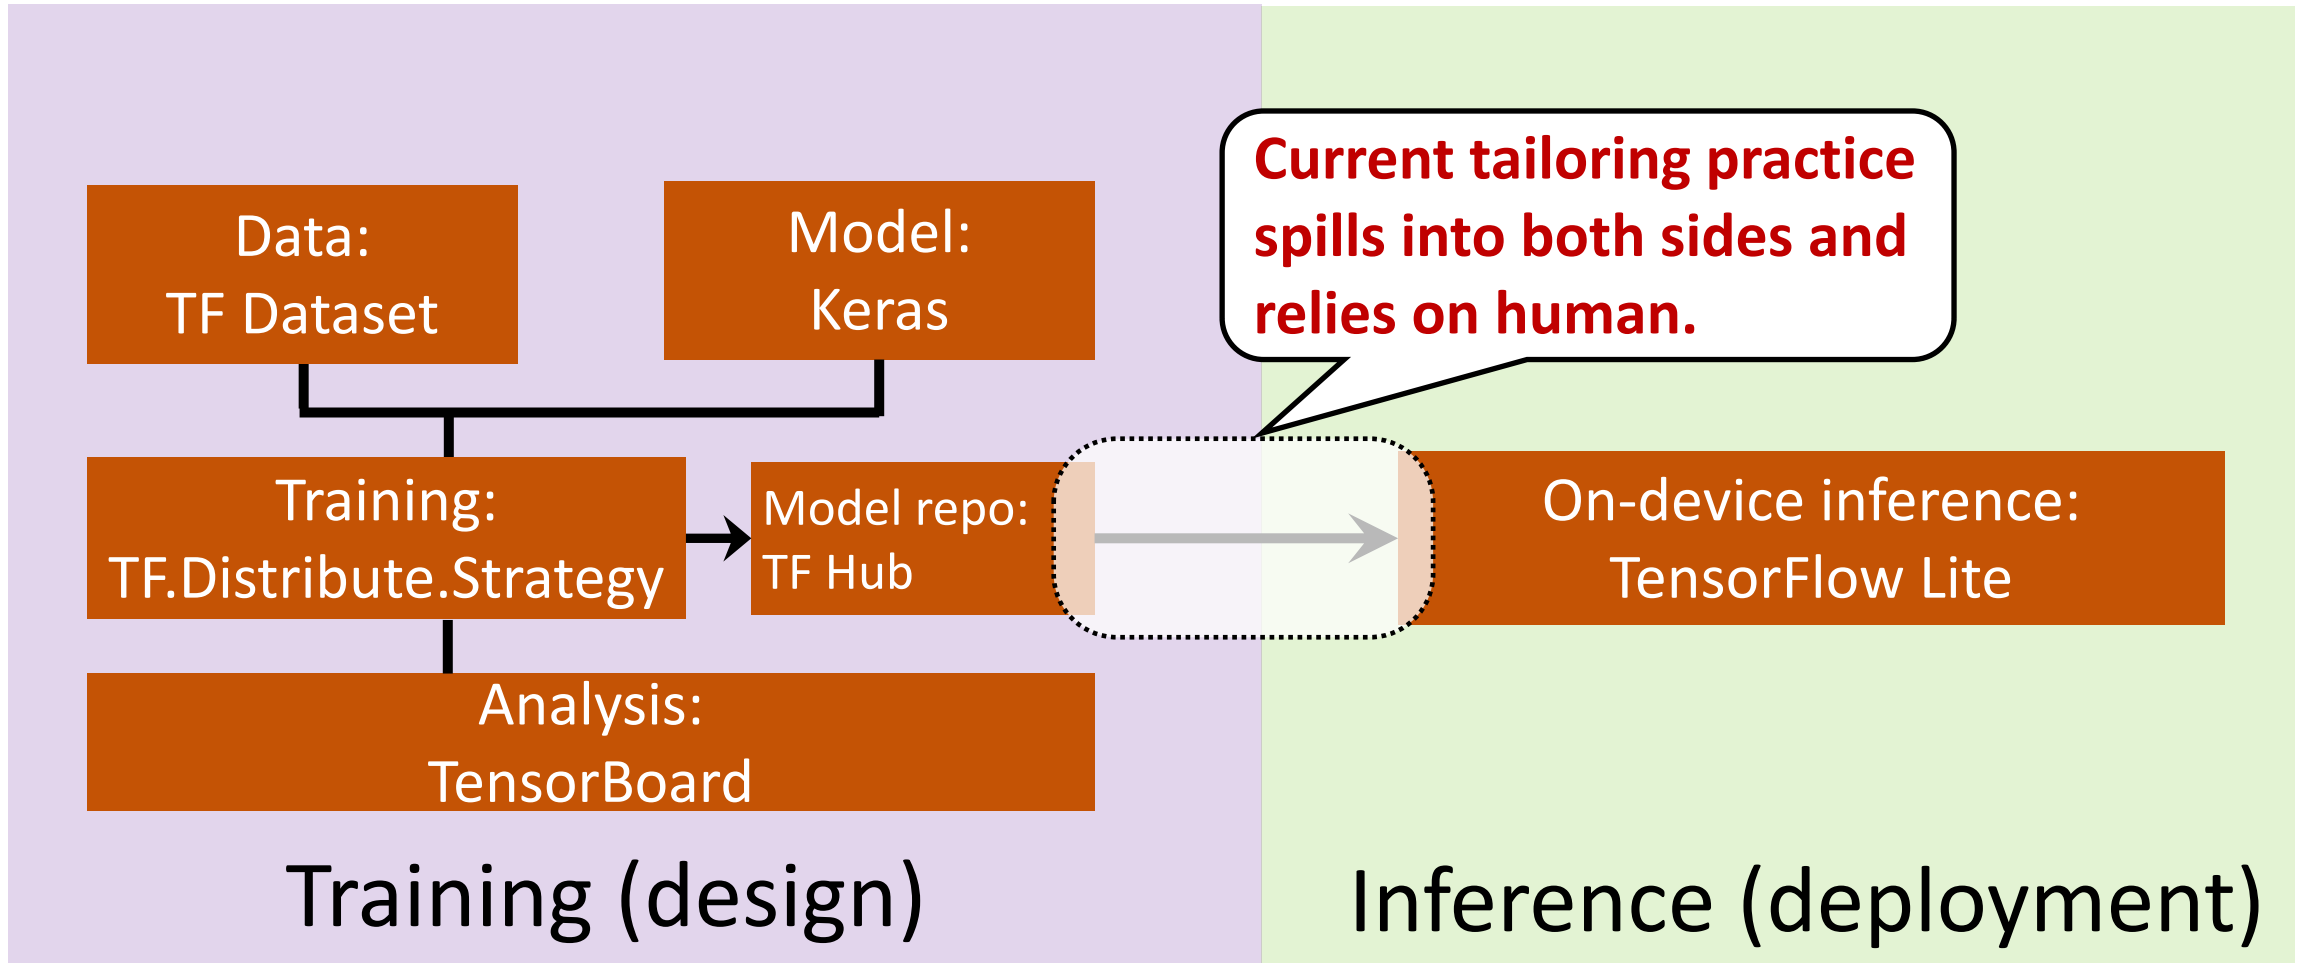 Data:
TF Dataset
Model:
Keras
Current tailoring practice
spills into both sides and
relies on human.
Training:
TF.Distribute.Strategy
Model repo:
TF Hub
On-device inference:
TensorFlow Lite
Analysis:
TensorBoard
Training (design)
Inference (deployment)